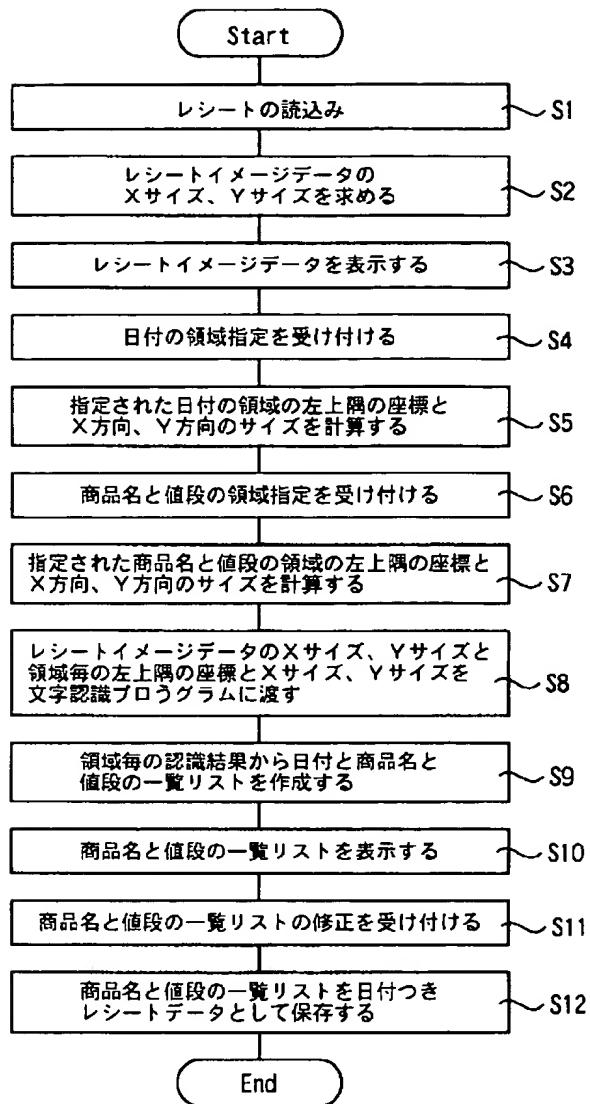 Start
レシートの読込み
S1
レシートイメージデータの
Xサイズ、Yサイズを求める
S2
レシートイメージデータを表示する
S3
日付の領域指定を受け付ける
S4
指定された日付の領域の左上隅の座標と
X方向、Y方向のサイズを計算する
S5
商品名と値段の領域指定を受け付ける
S6
指定された商品名と値段の領域の左上隅の座標と
X方向、Y方向のサイズを計算する
S7
レシートイメージデータのXサイズ、Yサイズと
領域毎の左上隅の座標とXサイズ、Yサイズを
文字認識プロうグラムに渡す
S8
領域毎の認識結果から日付と商品名と
値段の一覧リストを作成する
S9
商品名と値段の一覧リストを表示する
S10
商品名と値段の一覧リストの修正を受け付ける
S11
商品名と値段の一覧リストを日付つき
レシートデータとして保存する
S12
End